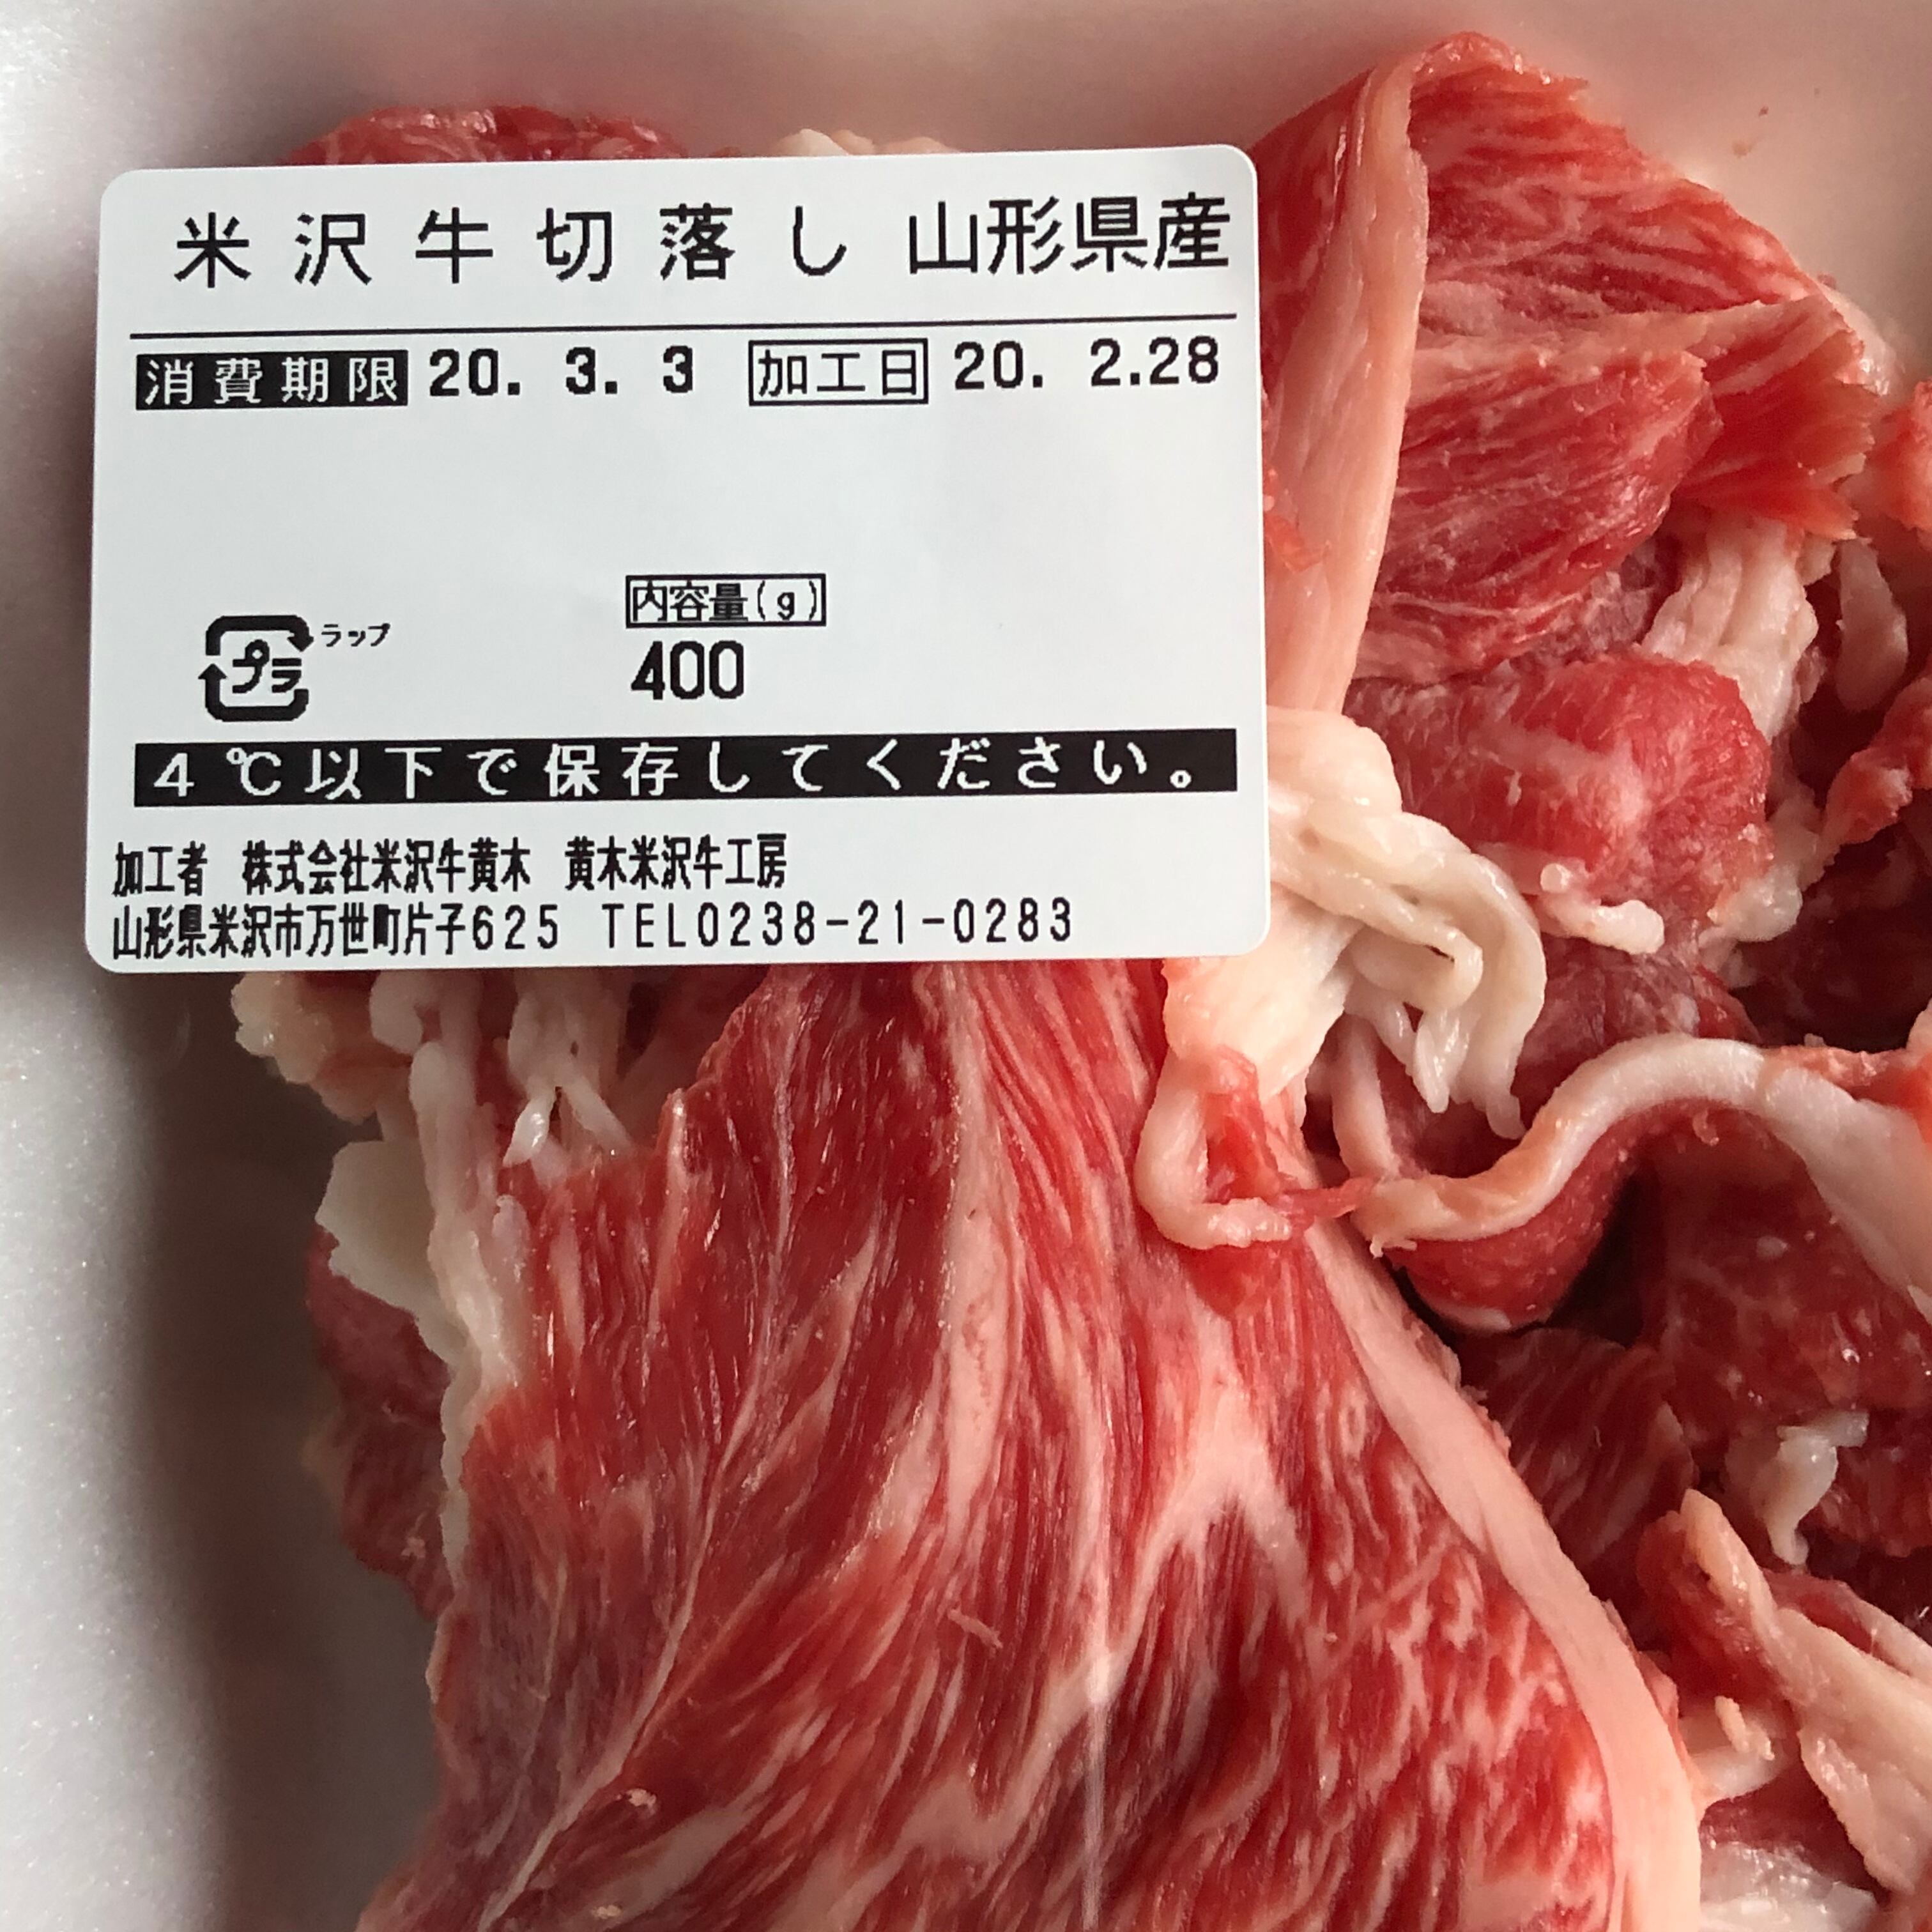 米沢牛切落し 山形県産
消費期限 20. 3. 3 加工日 20. 2.28
内容量(g)
プラ ラップ
400
4℃以下で保存してください。
加工者 株式会社米沢牛黄木 黄木米沢牛工房
山形県米沢市万世町片子625 TEL0238-21-0283